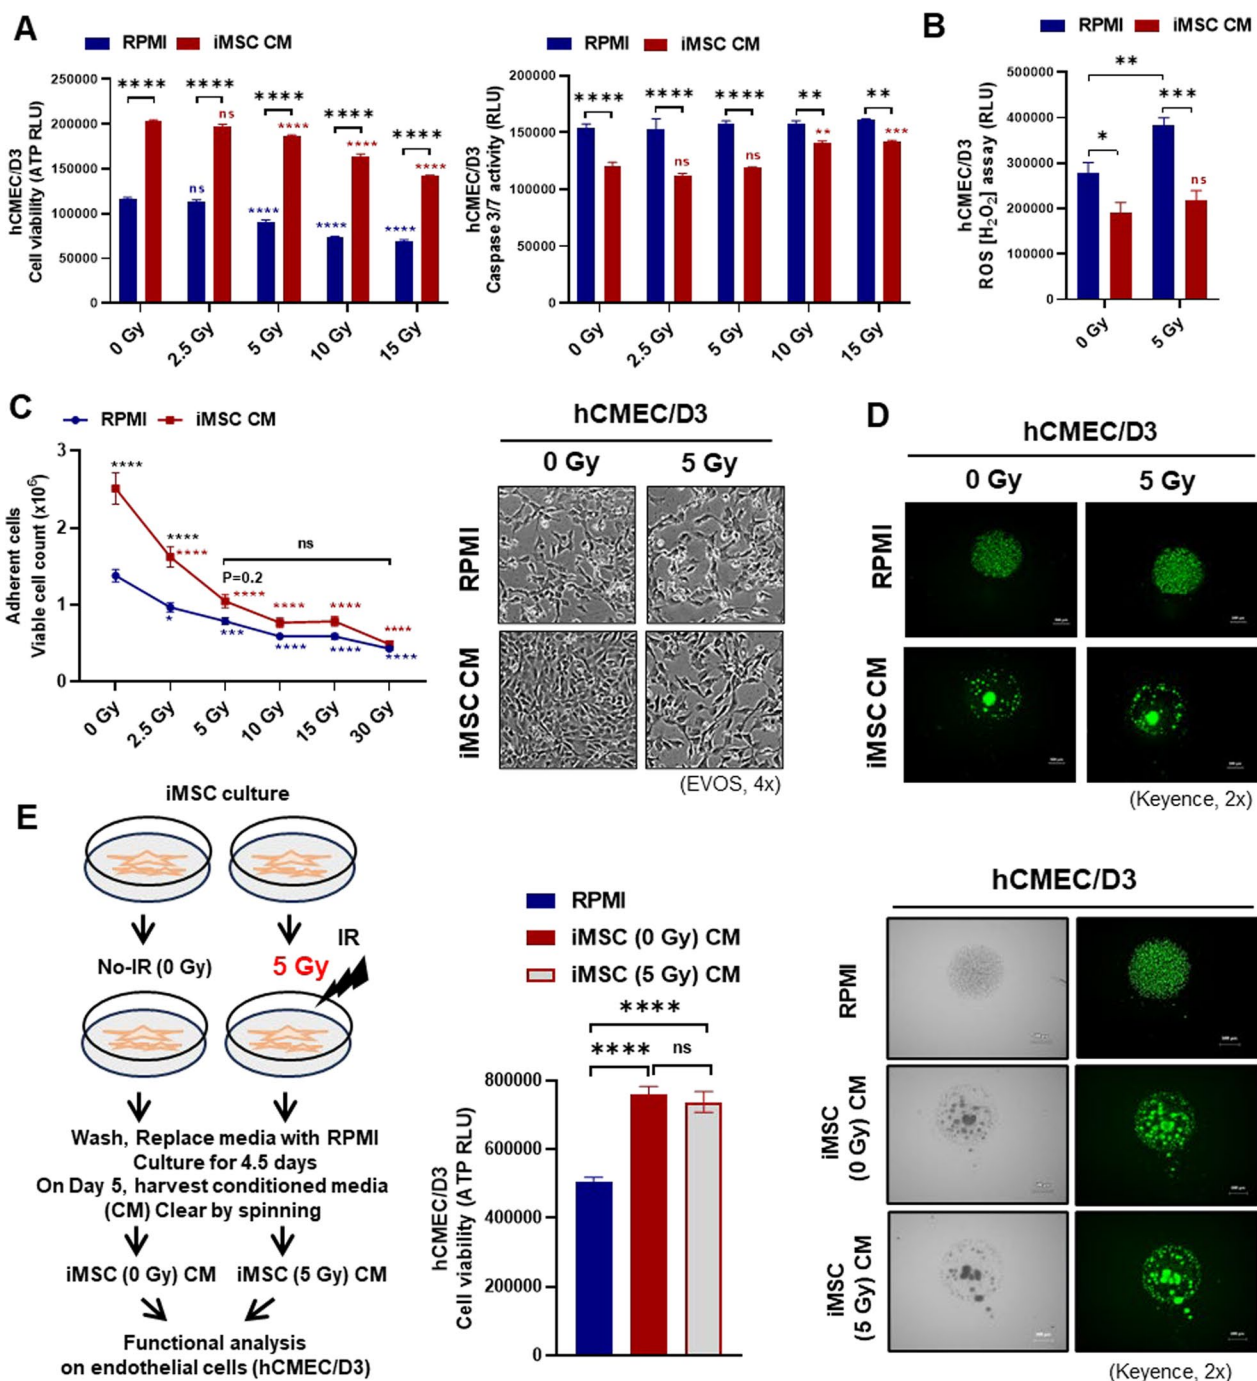 A
RPMI iMSC CM
hCMEC/D3
Cell viability (ATP RLU)
250000
200000
150000
100000
50000
0
**** **** **** **** ****
ns **** **** ****
ns **** **** ****
0 Gy 2.5 Gy 5 Gy 10 Gy 15 Gy
RPMI iMSC CM
hCMEC/D3
Caspase 3/7 activity (RLU)
200000
150000
100000
50000
0
**** **** **** ** **
ns ns ** ***
0 Gy 2.5 Gy 5 Gy 10 Gy 15 Gy
B
RPMI iMSC CM
hCMEC/D3
ROS [H₂O₂] assay (RLU)
500000
400000
300000
200000
100000
0
**
* ***
ns
0 Gy 5 Gy
C
RPMI iMSC CM
Adherent cells
Viable cell count (x10⁶)
3
2
1
0
****
****
****
ns
P=0.2
**** **** **** ****
* *** **** **** ****
0 Gy 2.5 Gy 5 Gy 10 Gy 15 Gy 30 Gy
hCMEC/D3
0 Gy 5 Gy
RPMI
iMSC CM
(EVOS, 4x)
D
hCMEC/D3
0 Gy 5 Gy
RPMI
iMSC CM
(Keyence, 2x)
E
iMSC culture
No-IR (0 Gy) 5 Gy IR
Wash, Replace media with RPMI
Culture for 4.5 days
On Day 5, harvest conditioned media
(CM) Clear by spinning
iMSC (0 Gy) CM iMSC (5 Gy) CM
Functional analysis
on endothelial cells (hCMEC/D3)
RPMI
iMSC (0 Gy) CM
iMSC (5 Gy) CM
hCMEC/D3
Cell viability (ATP RLU)
800000
600000
400000
200000
0
****
**** ns
hCMEC/D3
RPMI
iMSC
(0 Gy) CM
iMSC
(5 Gy) CM
(Keyence, 2x)